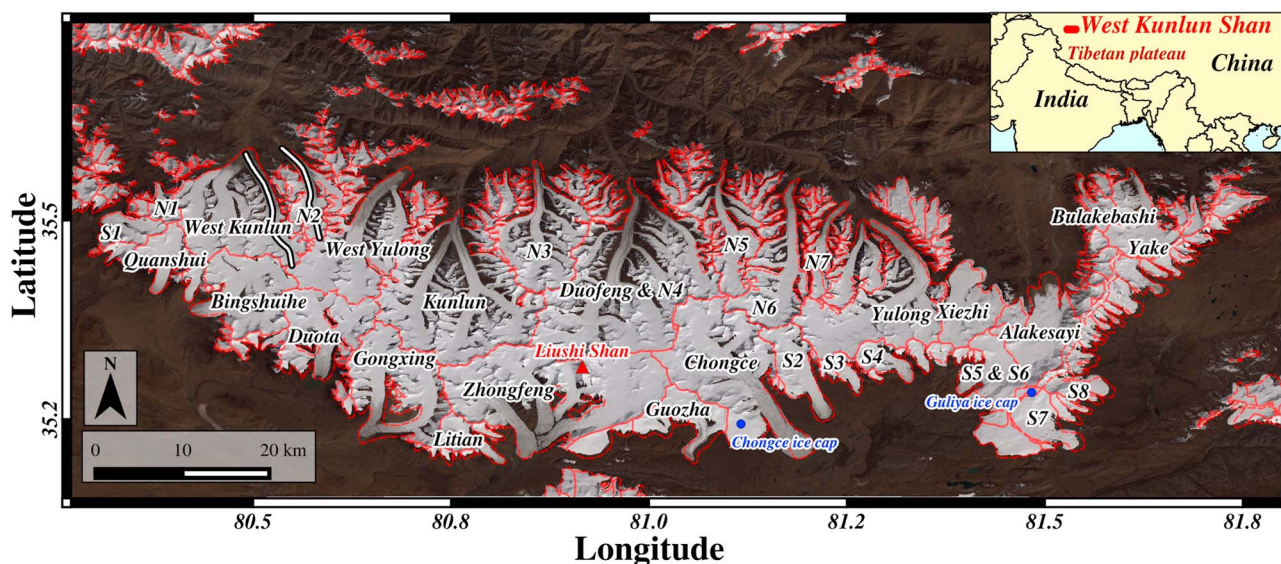 West Kunlun Shan
Tibetan plateau
China
India
Latitude
35.5
35.2
N1
S1
West Kunlun
N2
Quanshui
West Yulong
Bingshuihe
Duota
Kunlun
N3
Duofeng & N4
N5
N6
N7
Bulakebashi
Yake
Yulong
Xiezhi
Alakesayi
Gongxing
Liushi Shan
Zhongfeng
Chongce
S2
S3
S4
S5 & S6
S8
Guliya ice cap
S7
Guozha
Litian
Chongce ice cap
N
0 10 20 km
80.5 80.8 81.0 81.2 81.5 81.8
Longitude